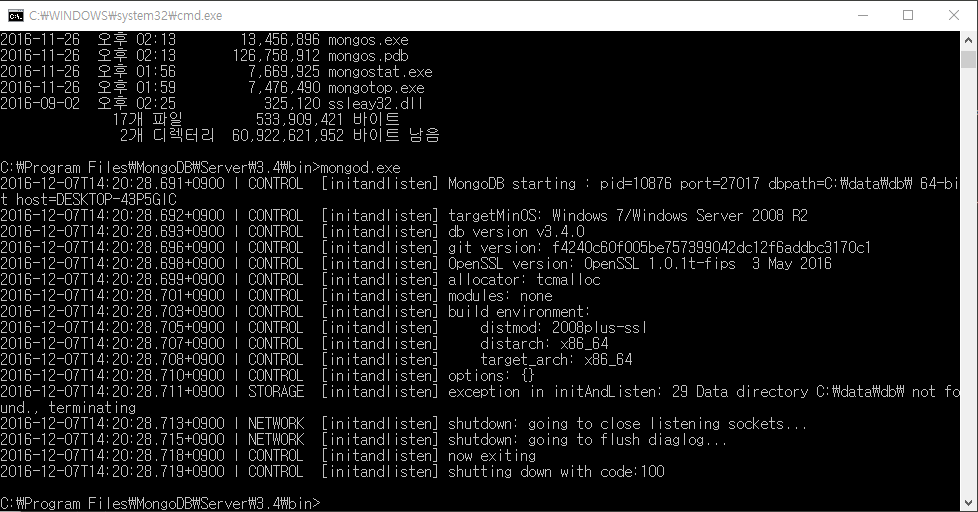 C:₩WINDOWS₩system32₩cmd.exe
2016-11-26  오후 02:13        13,456,896 mongos.exe
2016-11-26  오후 02:13       126,756,912 mongos.pdb
2016-11-26  오후 01:56         7,669,925 mongostat.exe
2016-11-26  오후 01:59         7,476,490 mongotop.exe
2016-09-02  오후 02:25           325,120 ssleay32.dll
17개 파일         533,909,421 바이트
2개 디렉터리  60,922,621,952 바이트 남음
C:₩Program Files₩MongoDB₩Server₩3.4₩bin>mongod.exe
2016-12-07T14:20:28.691+0900 I CONTROL  [initandlisten] MongoDB starting : pid=10876 port=27017 dbpath=C:₩data₩db₩ 64-bi
t host=DESKTOP-43P5GIC
2016-12-07T14:20:28.692+0900 I CONTROL  [initandlisten] targetMinOS: Windows 7/Windows Server 2008 R2
2016-12-07T14:20:28.693+0900 I CONTROL  [initandlisten] db version v3.4.0
2016-12-07T14:20:28.696+0900 I CONTROL  [initandlisten] git version: f4240c60f005be757399042dc12f6addbc3170c1
2016-12-07T14:20:28.698+0900 I CONTROL  [initandlisten] OpenSSL version: OpenSSL 1.0.1t-fips  3 May 2016
2016-12-07T14:20:28.699+0900 I CONTROL  [initandlisten] allocator: tcmalloc
2016-12-07T14:20:28.701+0900 I CONTROL  [initandlisten] modules: none
2016-12-07T14:20:28.703+0900 I CONTROL  [initandlisten] build environment:
2016-12-07T14:20:28.705+0900 I CONTROL  [initandlisten]     distmod: 2008plus-ssl
2016-12-07T14:20:28.707+0900 I CONTROL  [initandlisten]     distarch: x86_64
2016-12-07T14:20:28.708+0900 I CONTROL  [initandlisten]     target_arch: x86_64
2016-12-07T14:20:28.710+0900 I CONTROL  [initandlisten] options: {}
2016-12-07T14:20:28.711+0900 I STORAGE  [initandlisten] exception in initAndListen: 29 Data directory C:₩data₩db₩ not fo
und., terminating
2016-12-07T14:20:28.713+0900 I NETWORK  [initandlisten] shutdown: going to close listening sockets...
2016-12-07T14:20:28.715+0900 I NETWORK  [initandlisten] shutdown: going to flush diaglog...
2016-12-07T14:20:28.718+0900 I CONTROL  [initandlisten] now exiting
2016-12-07T14:20:28.719+0900 I CONTROL  [initandlisten] shutting down with code:100
C:₩Program Files₩MongoDB₩Server₩3.4₩bin>